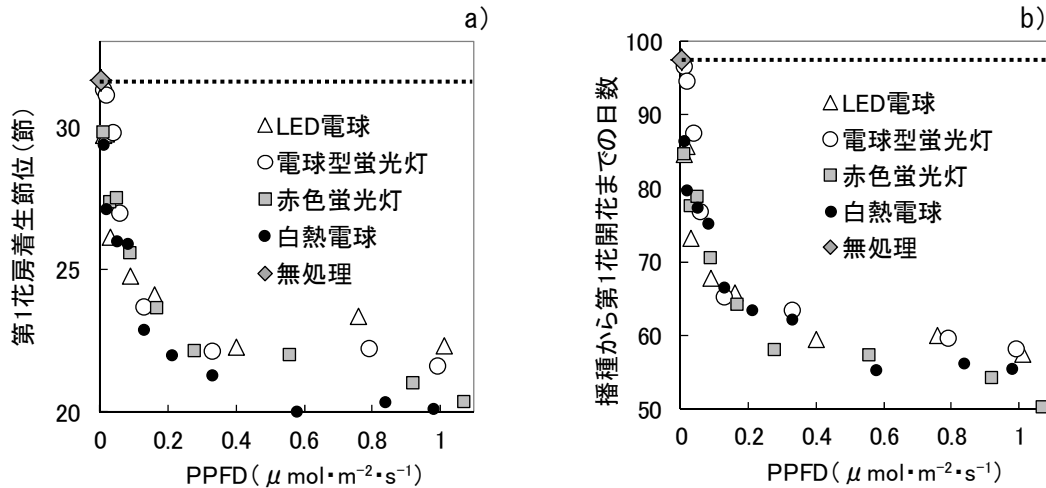 a)
第1花房着生節位(節)
30
25
20
0
0.2
0.4
0.6
0.8
1
PPFD(μmol・m⁻²・s⁻¹)
LED電球
電球型蛍光灯
赤色蛍光灯
白熱電球
無処理
b)
播種から第1花開花までの日数
100
90
80
70
60
50
0
0.2
0.4
0.6
0.8
1
PPFD(μmol・m⁻²・s⁻¹)
LED電球
電球型蛍光灯
赤色蛍光灯
白熱電球
無処理